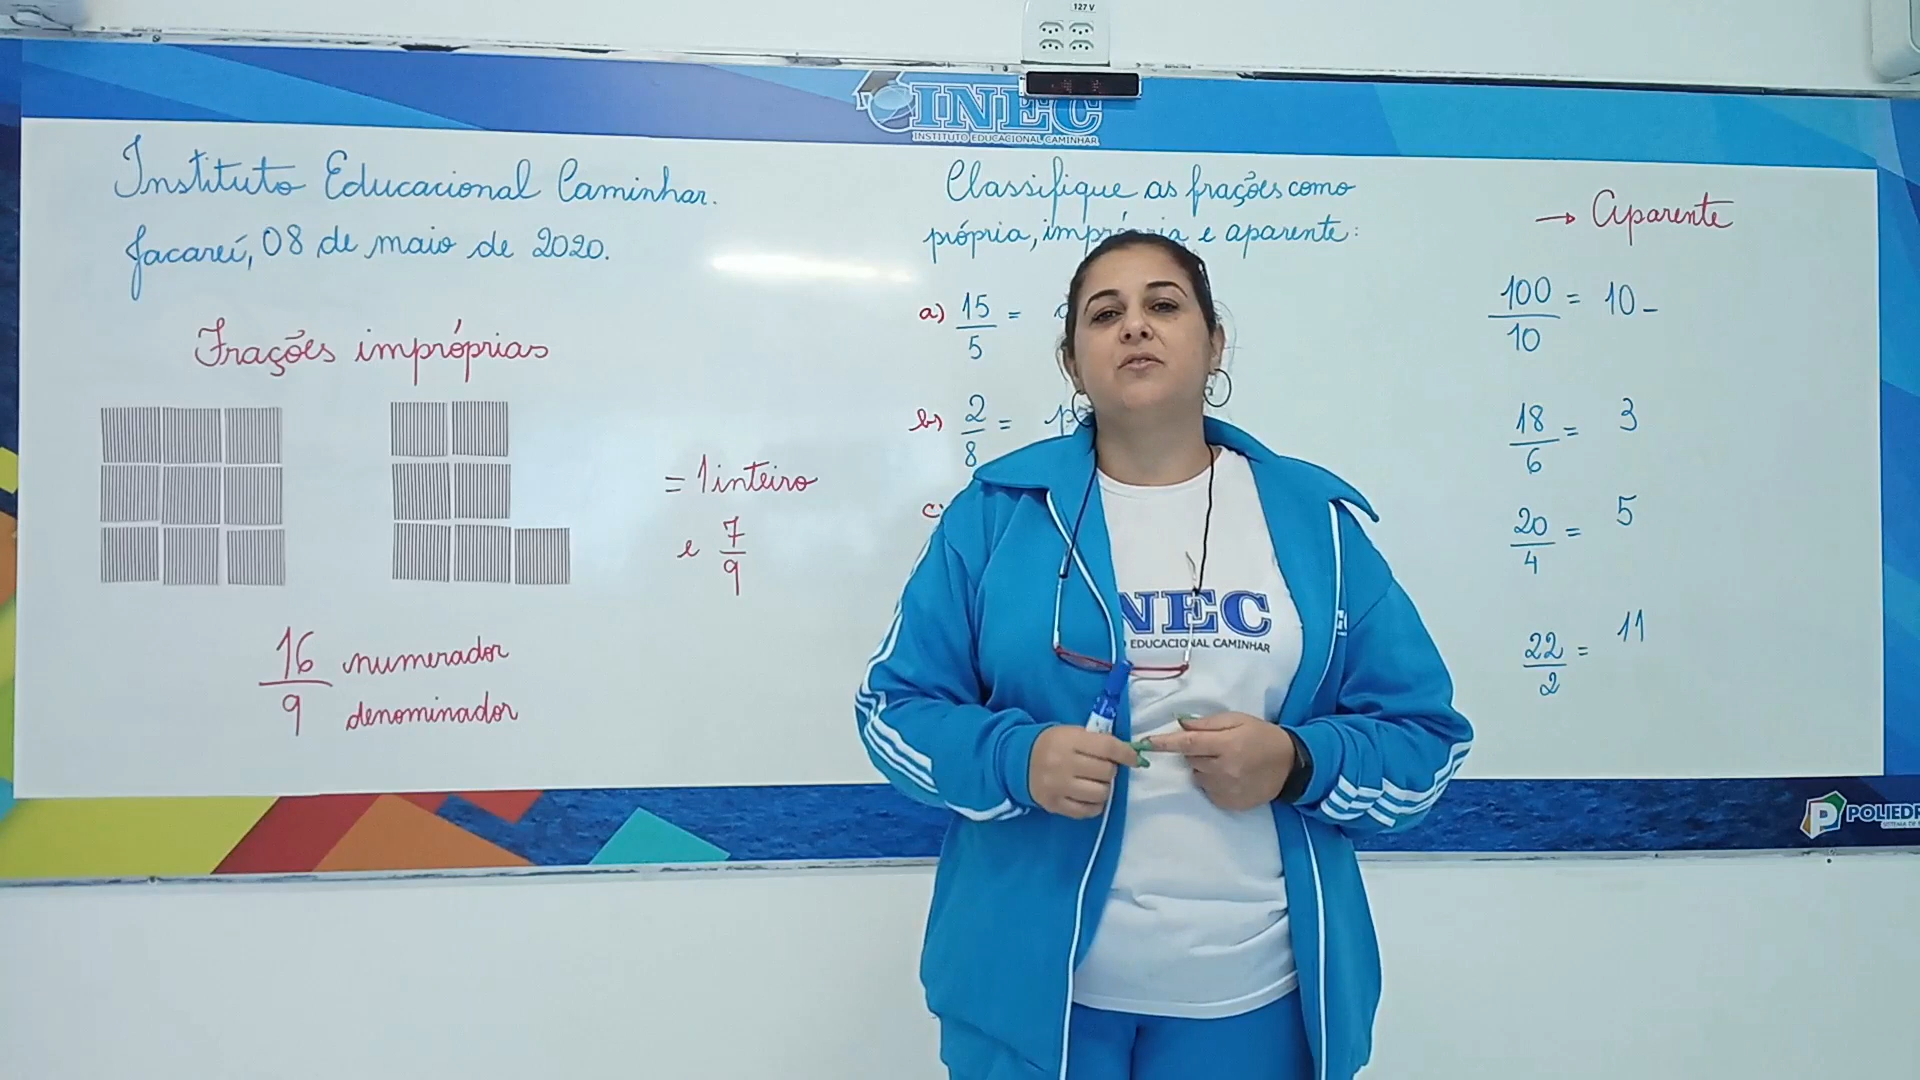 127 V
INEC
INSTITUTO EDUCACIONAL CAMINHAR
Instituto Educacional Caminhar.
Jacareí, 08 de maio de 2020.
Frações impróprias
= 1 inteiro
e 7/9
16 numerador
9 denominador
Classifique as frações como
própria, imprópria e aparente:
a) 15/5 =
b) 2/8 =
c)
→ Aparente
100/10 = 10 -
18/6 = 3
20/4 = 5
22/2 = 11
NEC
EDUCACIONAL CAMINHAR
POLIEDR